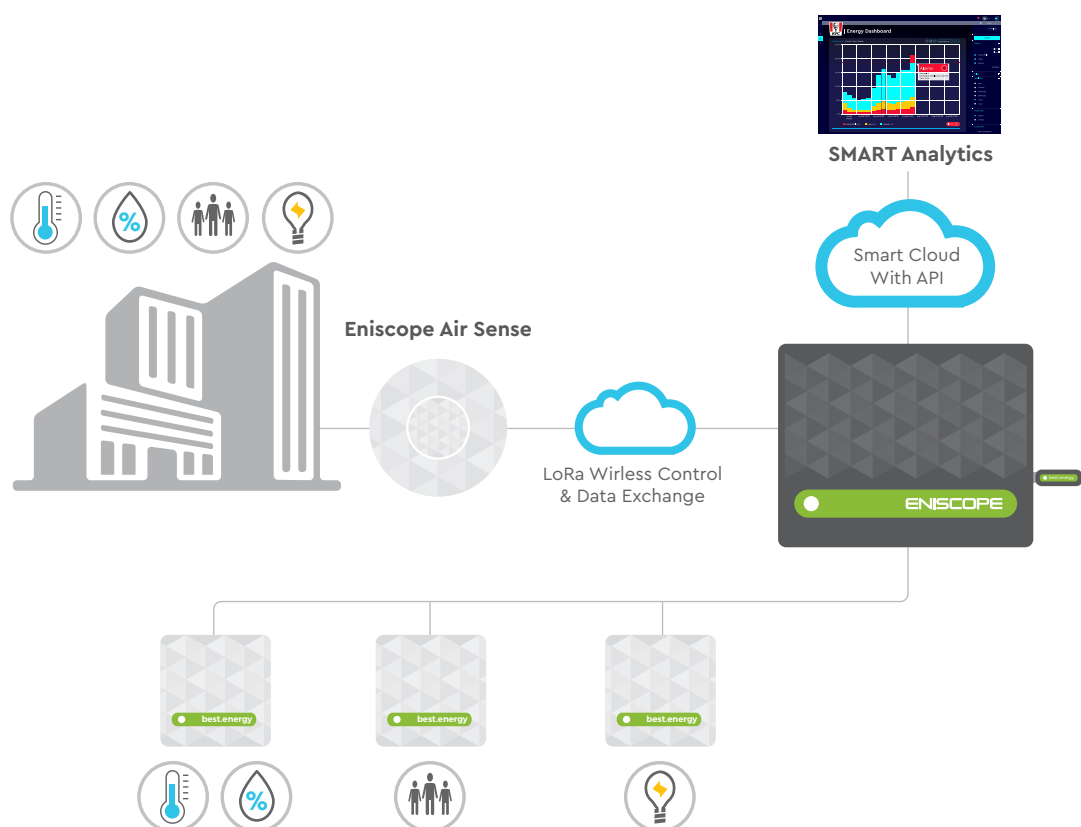 KFC
Energy Dashboard
SMART Analytics
Smart Cloud
With API
%
Eniscope Air Sense
LoRa Wirless Control
& Data Exchange
ENISCOPE
best.energy
best.energy
best.energy
best.energy
%